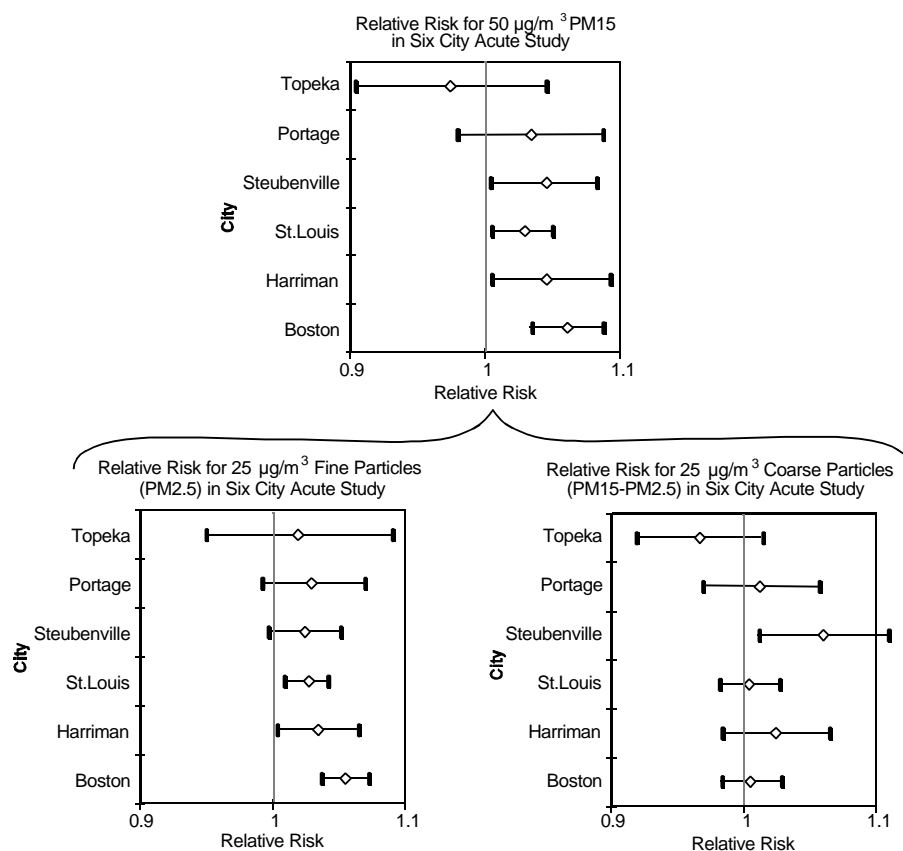 Relative Risk for 50 µg/m ³ PM15
in Six City Acute Study
City
Topeka
Portage
Steubenville
St.Louis
Harriman
Boston
0.9 1 1.1
Relative Risk
Relative Risk for 25 µg/m³ Fine Particles
(PM2.5) in Six City Acute Study
City
Topeka
Portage
Steubenville
St.Louis
Harriman
Boston
0.9 1 1.1
Relative Risk
Relative Risk for 25 µg/m³ Coarse Particles
(PM15-PM2.5) in Six City Acute Study
City
Topeka
Portage
Steubenville
St.Louis
Harriman
Boston
0.9 1 1.1
Relative Risk